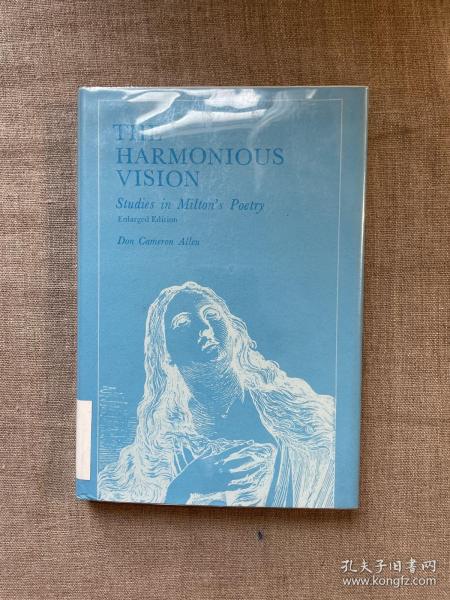 THE
HARMONIOUS
VISION
Studies in Milton's Poetry
Enlarged Edition
Don Cameron Allen
孔夫子旧书网
www.kongfz.com